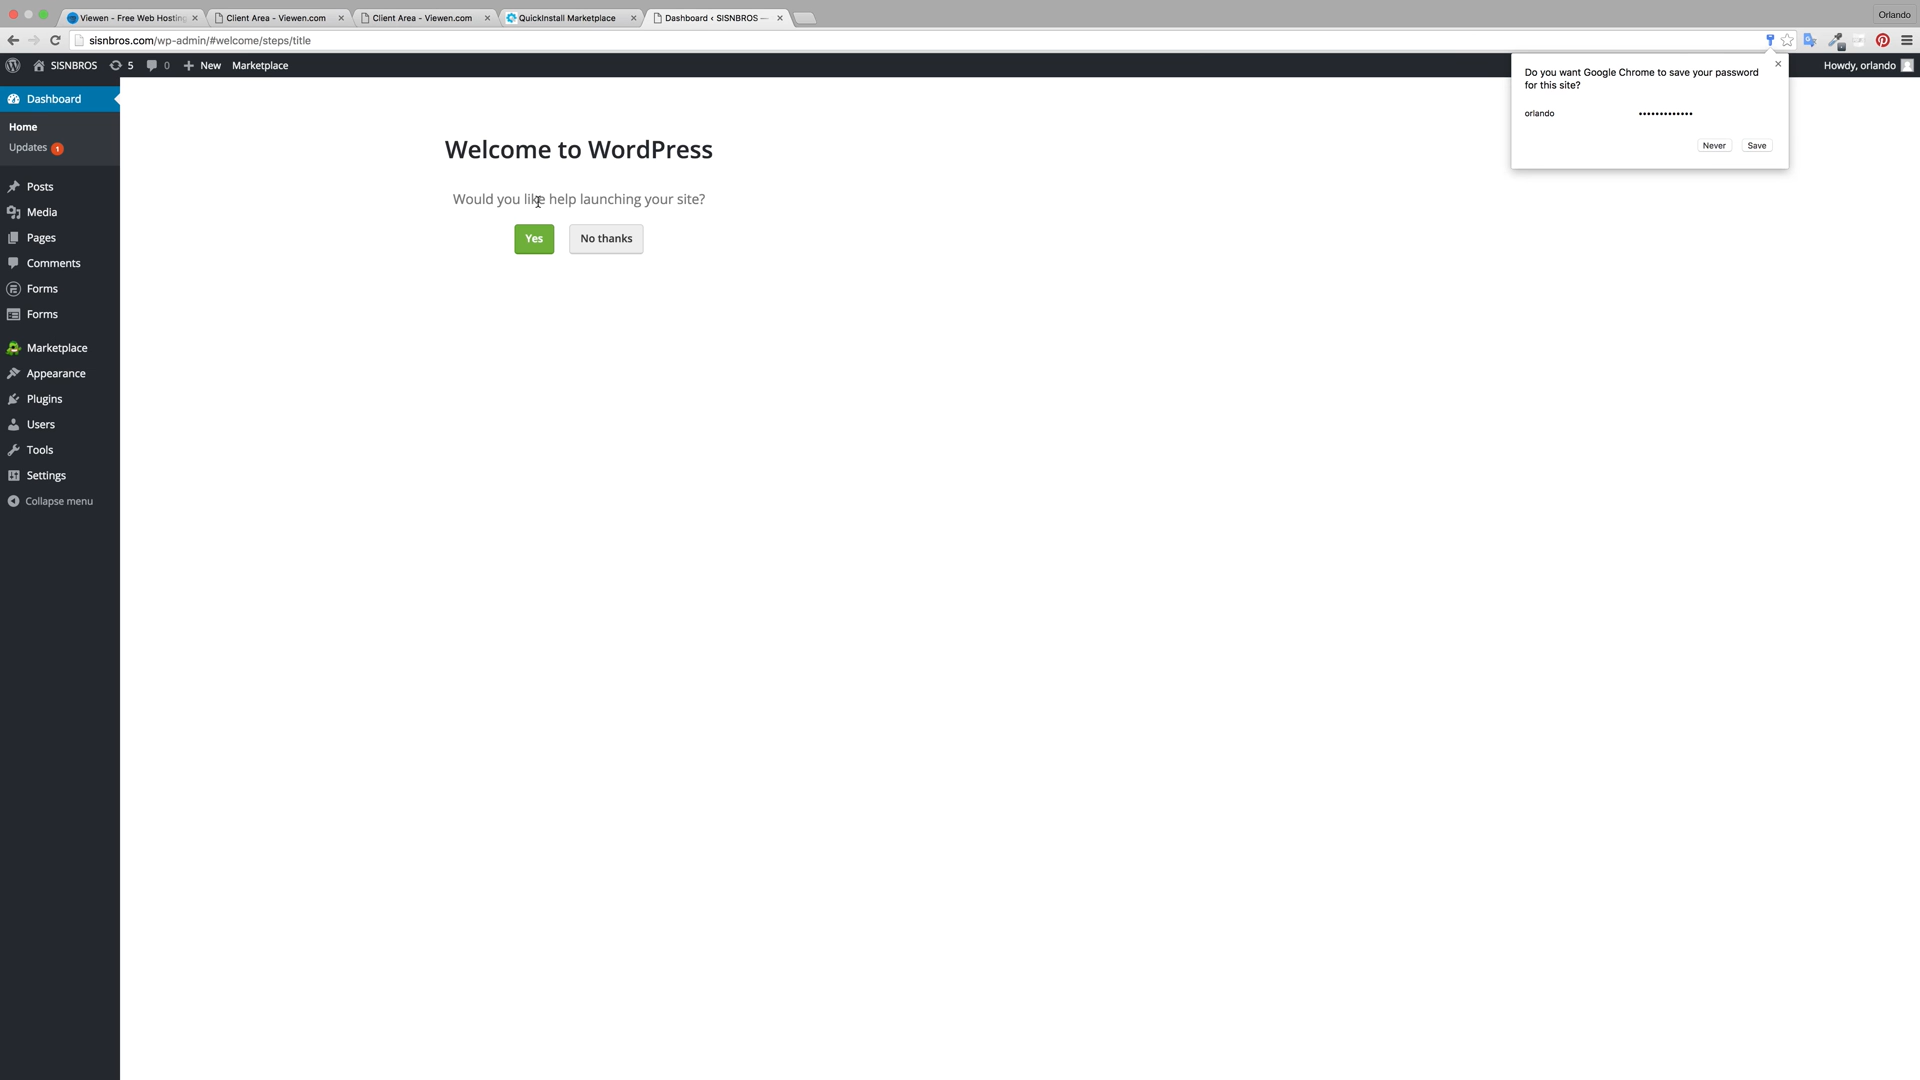 Viewen - Free Web Hosting
Client Area - Viewen.com
Client Area - Viewen.com
QuickInstall Marketplace
Dashboard ‹ SISNBROS —
Orlando
sisnbros.com/wp-admin/#welcome/steps/title
SISNBROS
5
0
New
Marketplace
Howdy, orlando
Do you want Google Chrome to save your password
for this site?
orlando
•••••••••••••
Never
Save
Dashboard
Home
Updates 1
Posts
Media
Pages
Comments
Forms
Forms
Marketplace
Appearance
Plugins
Users
Tools
Settings
Collapse menu
Welcome to WordPress
Would you like help launching your site?
Yes
No thanks